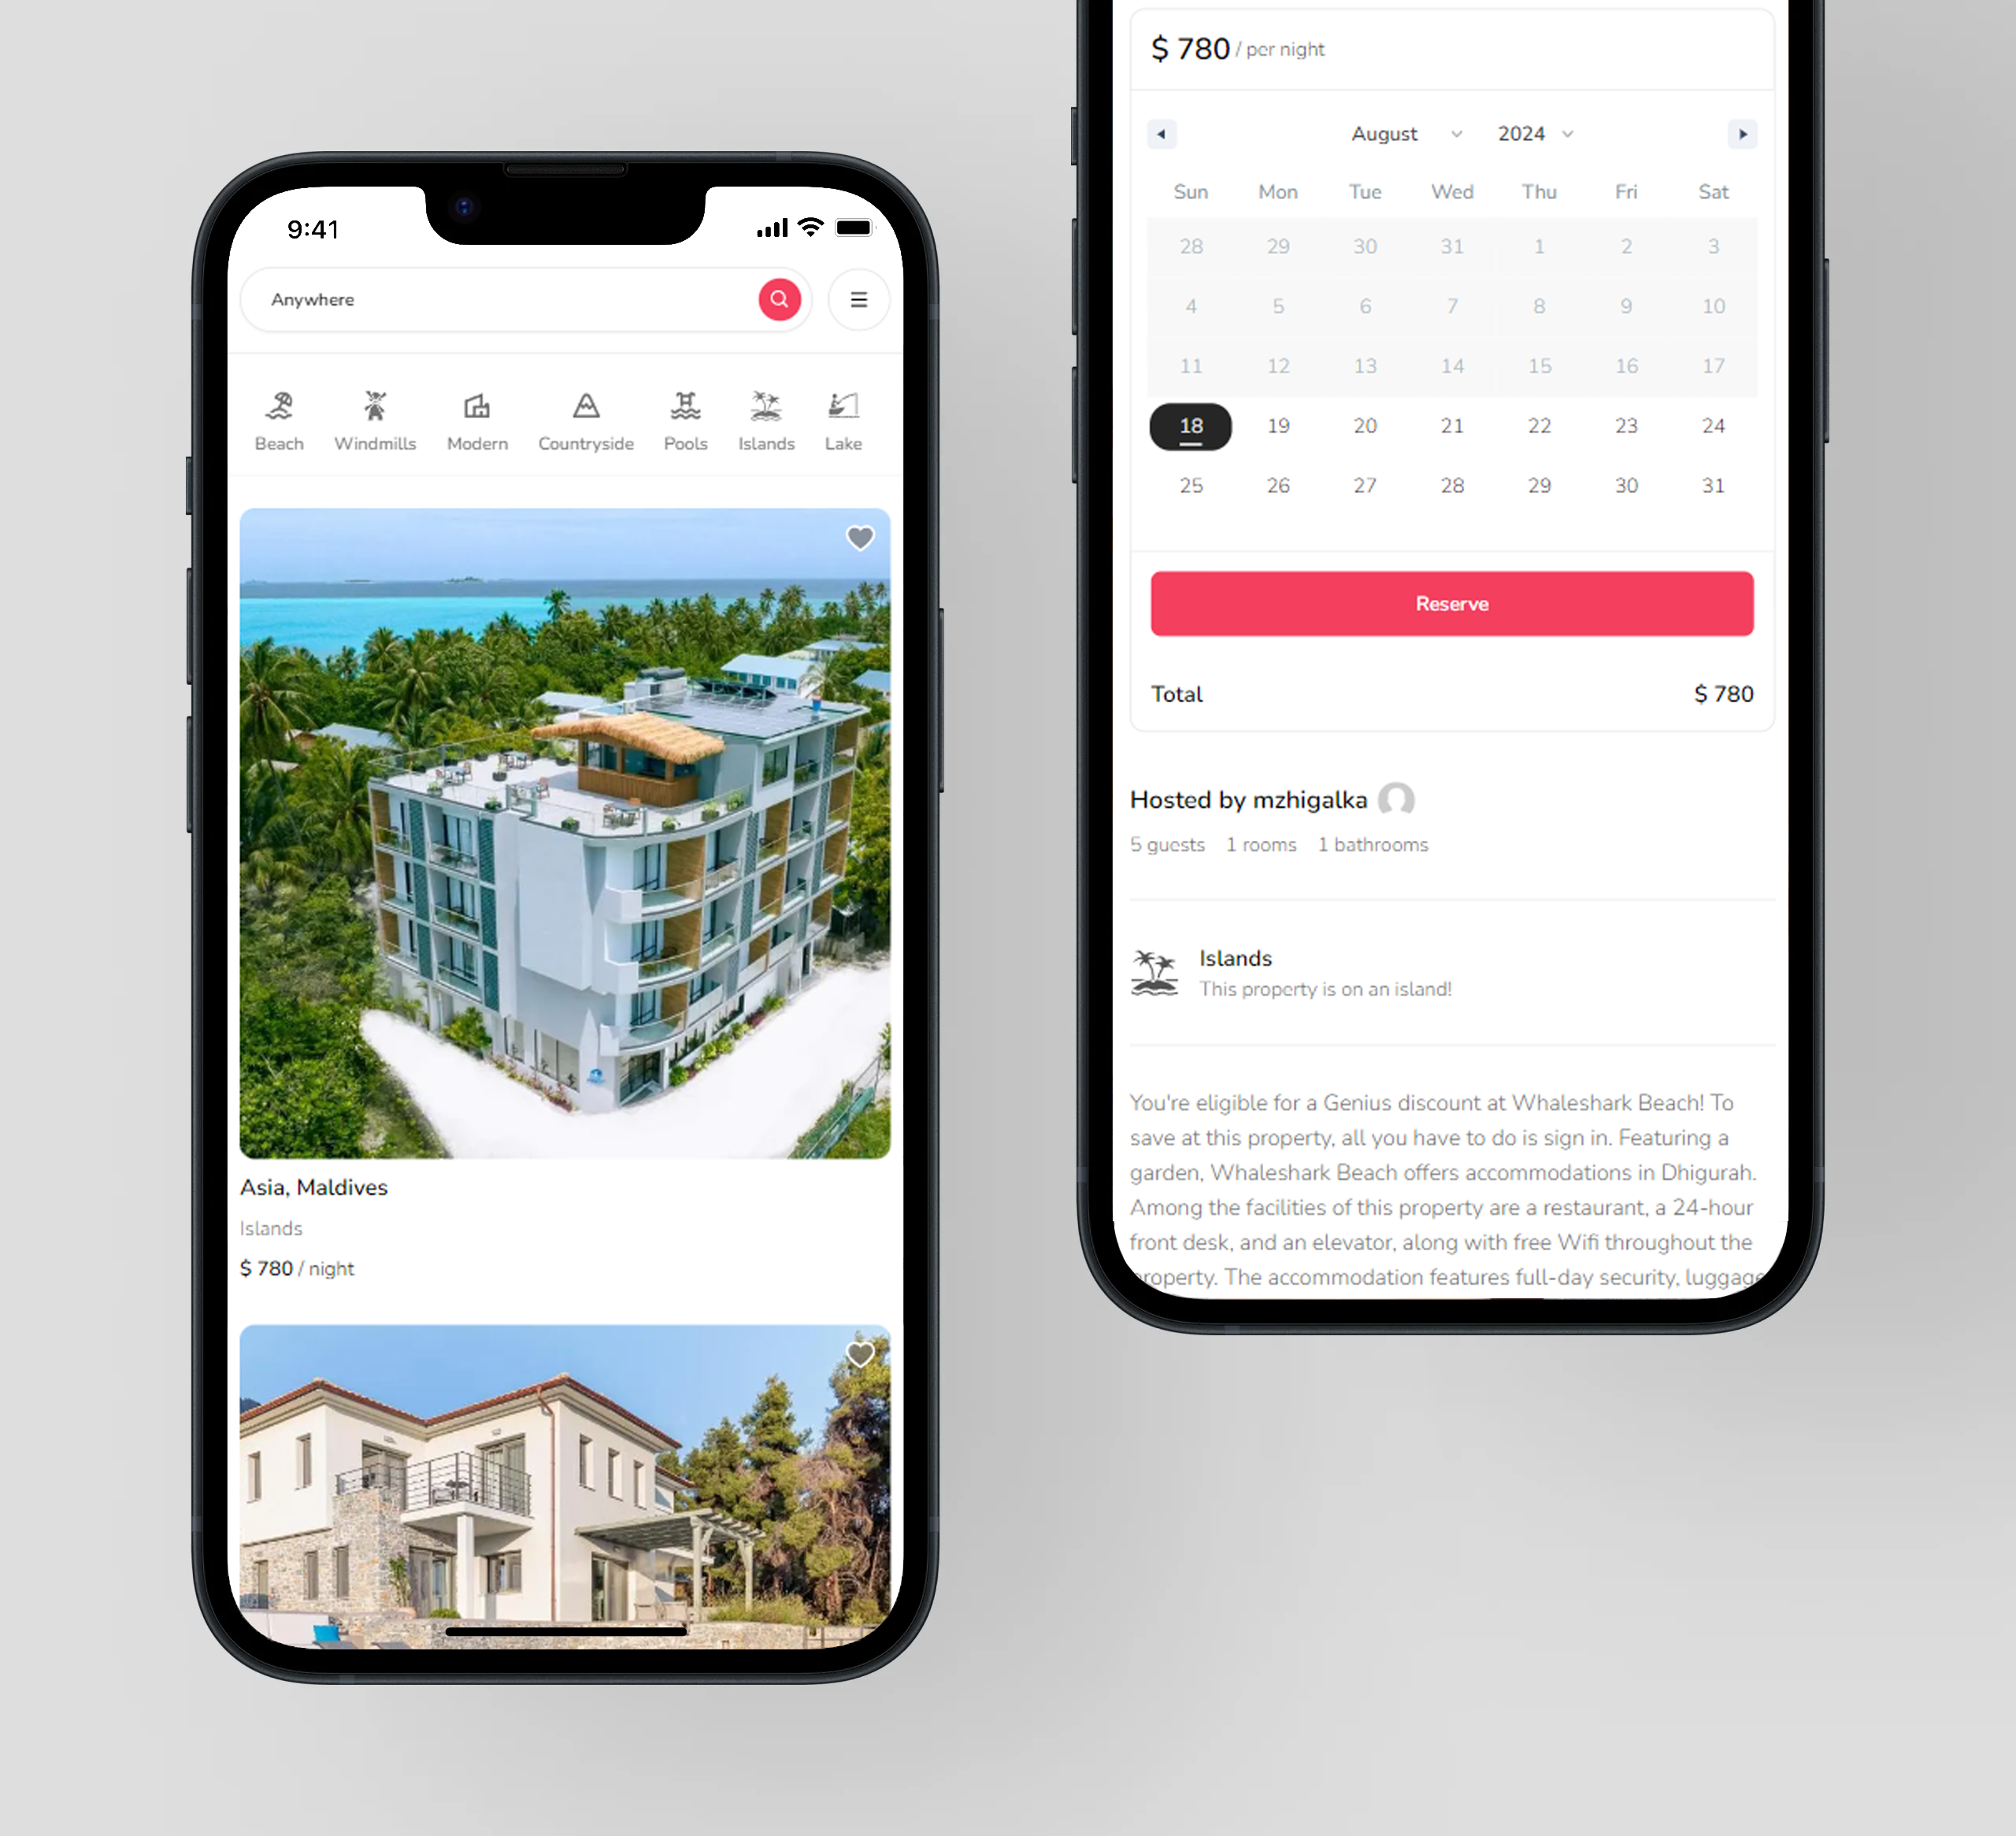 9:41
Anywhere
Beach Windmills Modern Countryside Pools Islands Lake
Asia, Maldives
Islands
$ 780 / night
$ 780 / per night
August 2024
Sun Mon Tue Wed Thu Fri Sat
28 29 30 31 1 2 3
4 5 6 7 8 9 10
11 12 13 14 15 16 17
18 19 20 21 22 23 24
25 26 27 28 29 30 31
Reserve
Total $ 780
Hosted by mzhigalka
5 guests 1 rooms 1 bathrooms
Islands
This property is on an island!
You're eligible for a Genius discount at Whaleshark Beach! To
save at this property, all you have to do is sign in. Featuring a
garden, Whaleshark Beach offers accommodations in Dhigurah.
Among the facilities of this property are a restaurant, a 24-hour
front desk, and an elevator, along with free Wifi throughout the
property. The accommodation features full-day security, luggage